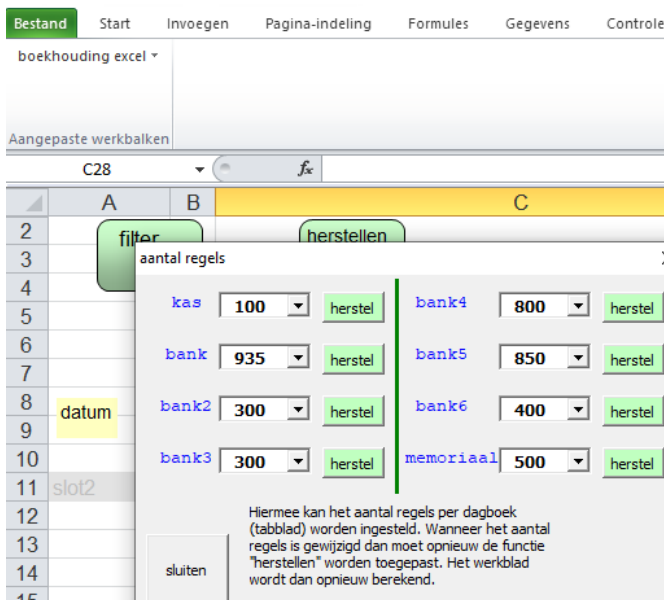 Bestand Start Invoegen Pagina-indeling Formules Gegevens Controle
boekhouding excel
Aangepaste werkbalken
C28 fx
A B C
2 filter herstellen
3
aantal regels
4
5
6
7
8
9
10
11
12
13
14
15
datum
slot2
kas 100 herstel bank4 800 herstel
bank 935 herstel bank5 850 herstel
bank2 300 herstel bank6 400 herstel
bank3 300 herstel memoriaal 500 herstel
Hiermee kan het aantal regels per dagboek
(tabblad) worden ingesteld. Wanneer het aantal
regels is gewijzigd dan moet opnieuw de functie
"herstellen" worden toegepast. Het werkblad
wordt dan opnieuw berekend.
sluiten